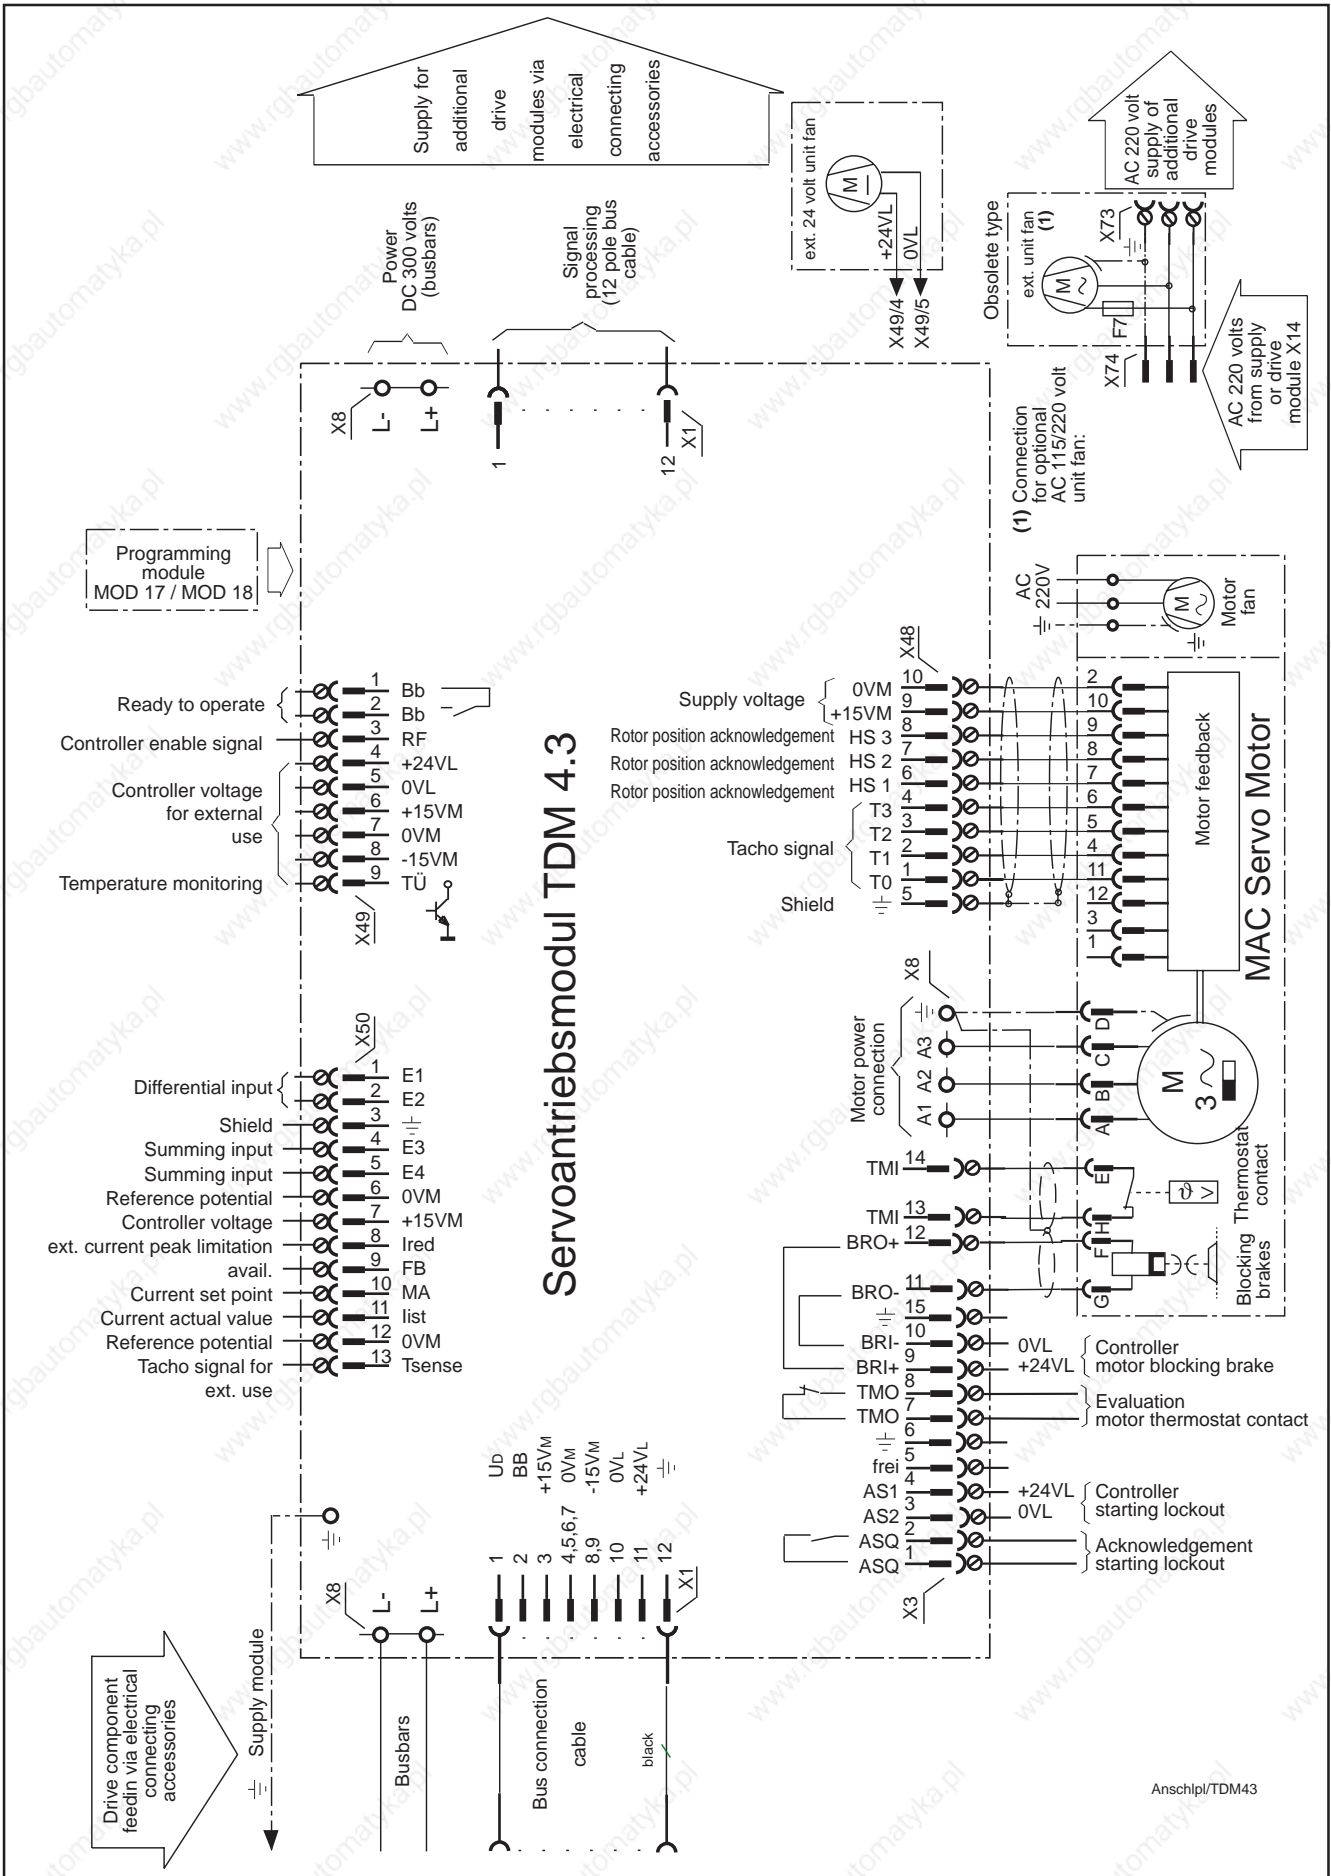 Supply for
additional
drive
modules via
electrical
connecting
accessories
ext. 24 volt unit fan
M
+24VL
0VL
X49/4
X49/5
AC 220 volt
supply of
additional
drive
modules
Obsolete type
ext. unit fan
(1)
X73
M
F7
X74
AC 220 volts
from supply
or drive
module X14
(1) Connection
for optional
AC 115/220 volt
unit fan:
Power
DC 300 volts
(busbars)
Signal
processing
(12 pole bus
cable)
X8
L-
L+
1
12
X1
Programming
module
MOD 17 / MOD 18
Ready to operate
1 Bb
2 Bb
Controller enable signal 3 RF
Controller voltage
for external
use
4 +24VL
5 0VL
6 +15VM
7 0VM
8 -15VM
Temperature monitoring 9 TÜ
X49
Servoantriebsmodul TDM 4.3
X50
Differential input
1 E1
2 E2
Shield 3
Summing input 4 E3
Summing input 5 E4
Reference potential 6 0VM
Controller voltage 7 +15VM
ext. current peak limitation 8 Ired
avail. 9 FB
Current set point 10 MA
Current actual value 11 Iist
Reference potential 12 0VM
Tacho signal for 13 Tsense
ext. use
X48
Supply voltage
0VM 10
+15VM 9
Rotor position acknowledgement HS 3 8
Rotor position acknowledgement HS 2 7
Rotor position acknowledgement HS 1 6
Tacho signal
T3 4
T2 3
T1 2
T0 1
Shield 5
AC
220V
M
Motor
fan
2
10
9
8
7
6
5
4
11
12
3
1
Motor feedback
MAC Servo Motor
X8
Motor power
connection
A3
A2
A1
D
C
B
A
M
3
TMI 14
E
Thermostat
contact
ϑ V
TMI 13
H
BRO+ 12
F
BRO- 11
G
Blocking
brakes
15
BRI- 10 0VL
BRI+ 9 +24VL
Controller
motor blocking brake
TMO 8
TMO 7
Evaluation
motor thermostat contact
6
frei 5
AS1 4 +24VL
AS2 3 0VL
Controller
starting lockout
ASQ 2
ASQ 1
Acknowledgement
starting lockout
X3
UD
BB
+15VM
0VM
-15VM
0VL
+24VL
1
2
3
4,5,6,7
8,9
10
11
12
X1
X8
L-
L+
Drive component
feedin via electrical
connecting
accessories
Supply module
Busbars
Bus connection
cable
black
Anschlpl/TDM43
www.rgbautomatyka.pl